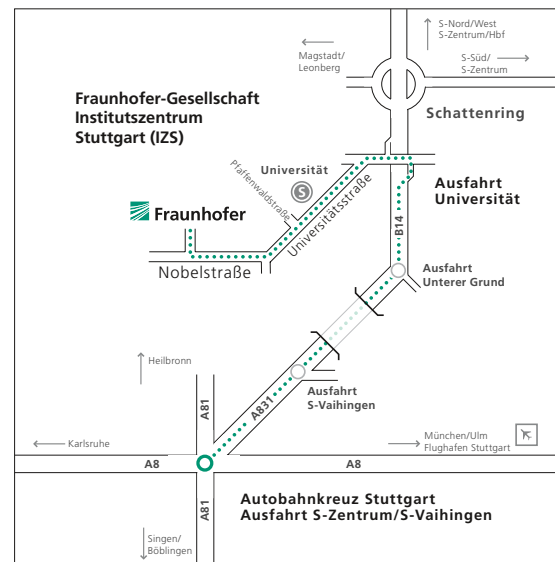 S-Nord/West
S-Zentrum/Hbf
Magstadt/
Leonberg
S-Süd/
S-Zentrum
Fraunhofer-Gesellschaft
Institutszentrum
Stuttgart (IZS)
Schattenring
Universität
S
Pfaffenwaldstraße
Universitätsstraße
Ausfahrt
Universität
Fraunhofer
B14
Nobelstraße
Ausfahrt
Unterer Grund
Heilbronn
A81
A831
Ausfahrt
S-Vaihingen
Karlsruhe
München/Ulm
Flughafen Stuttgart
A8
A8
A81
Autobahnkreuz Stuttgart
Ausfahrt S-Zentrum/S-Vaihingen
Singen/
Böblingen